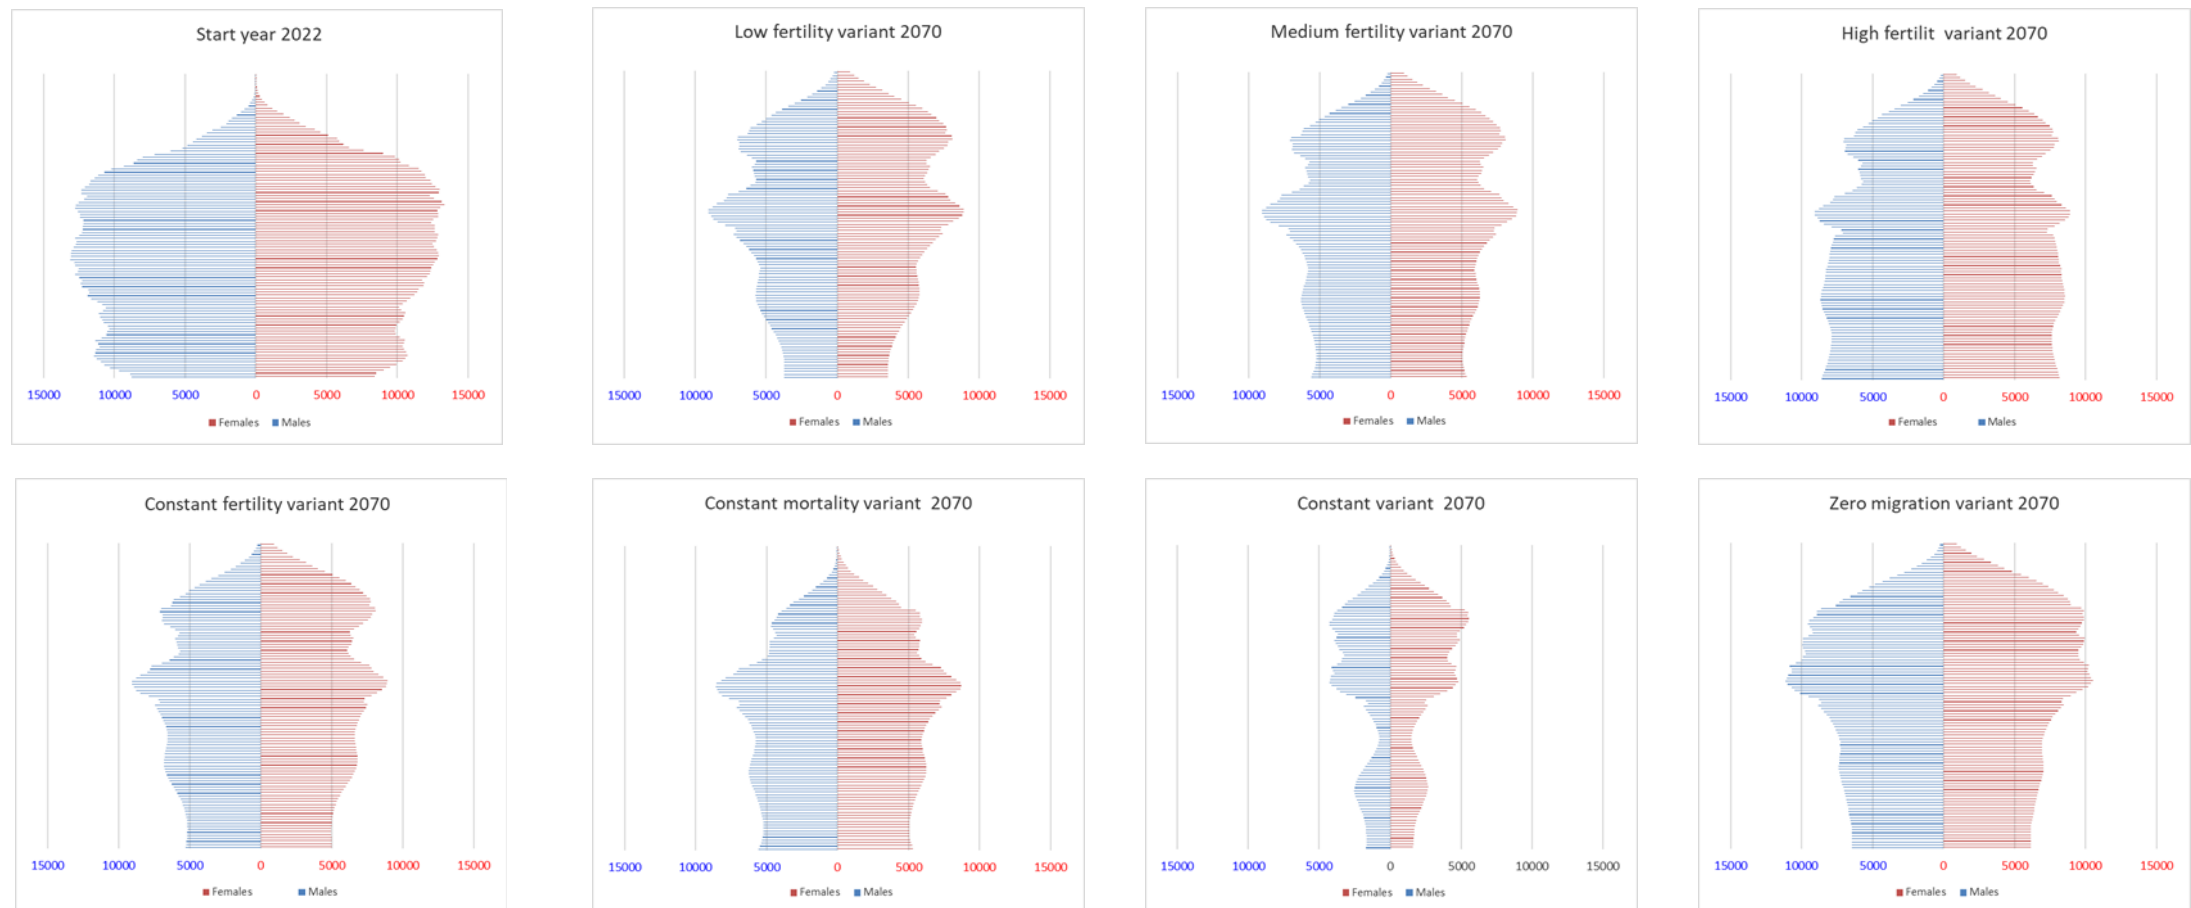 Start year 2022
15000 10000 5000 0 5000 10000 15000
Females Males
Low fertility variant 2070
15000 10000 5000 0 5000 10000 15000
Females Males
Medium fertility variant 2070
15000 10000 5000 0 5000 10000 15000
Females Males
High fertilit variant 2070
15000 10000 5000 0 5000 10000 15000
Females Males
Constant fertility variant 2070
15000 10000 5000 0 5000 10000 15000
Females Males
Constant mortality variant 2070
15000 10000 5000 0 5000 10000 15000
Females Males
Constant variant 2070
15000 10000 5000 0 5000 10000 15000
Females Males
Zero migration variant 2070
15000 10000 5000 0 5000 10000 15000
Females Males